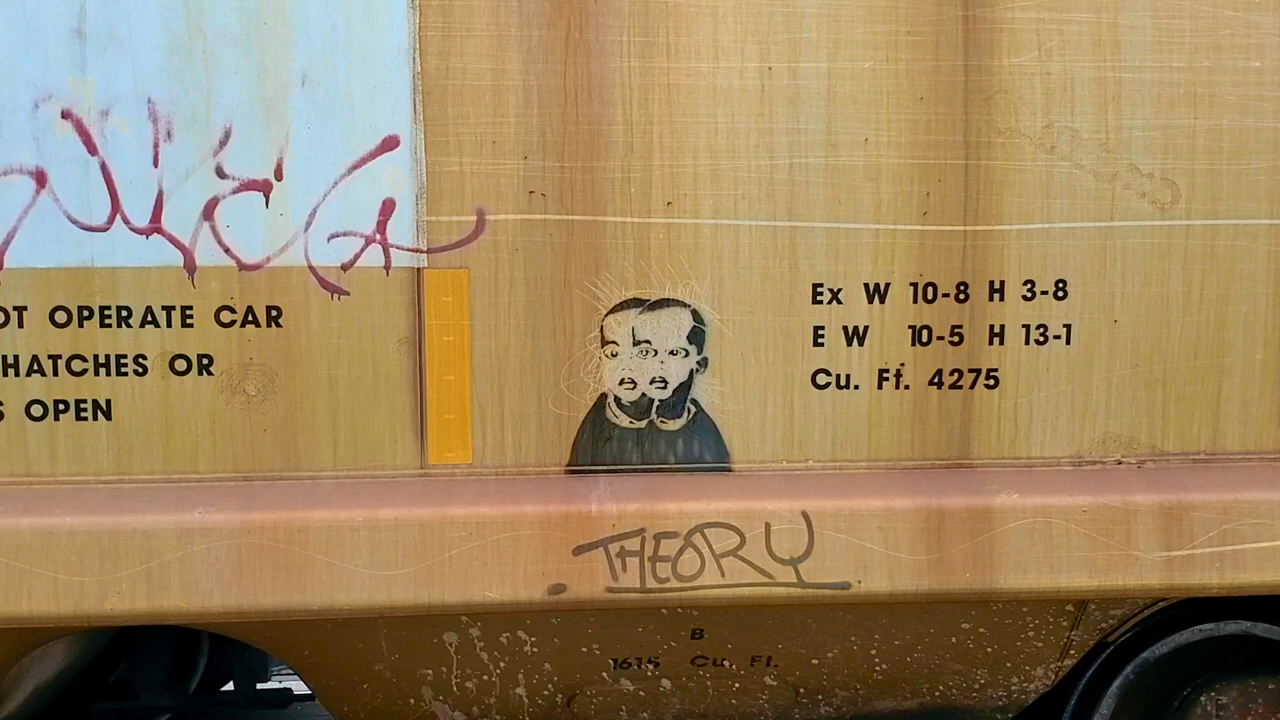 OT OPERATE CAR
HATCHES OR
S OPEN
Ex W 10-8 H 3-8
E W 10-5 H 13-1
Cu. Ft. 4275
THEORY
B
1615 Cu. Ft.